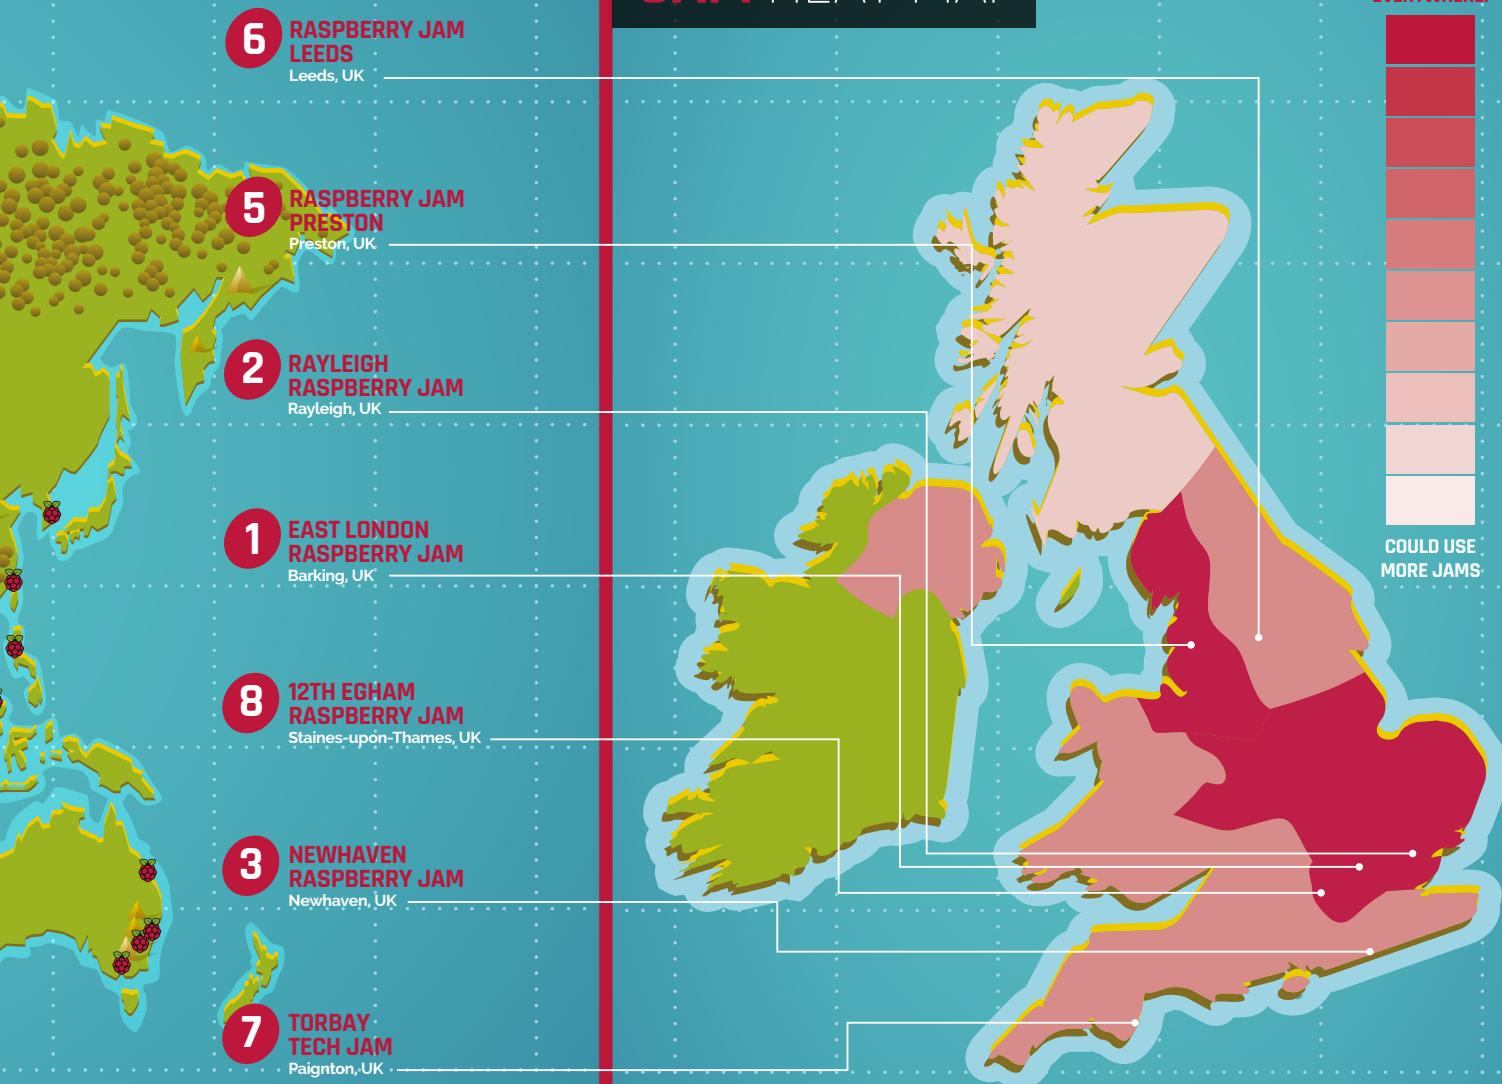 6
RASPBERRY JAM
LEEDS
Leeds, UK
5
RASPBERRY JAM
PRESTON
Preston, UK
2
RAYLEIGH
RASPBERRY JAM
Rayleigh, UK
1
EAST LONDON
RASPBERRY JAM
Barking, UK
8
12TH EGHAM
RASPBERRY JAM
Staines-upon-Thames, UK
3
NEWHAVEN
RASPBERRY JAM
Newhaven, UK
7
TORBAY
TECH JAM
Paignton, UK
COULD USE
MORE JAMS